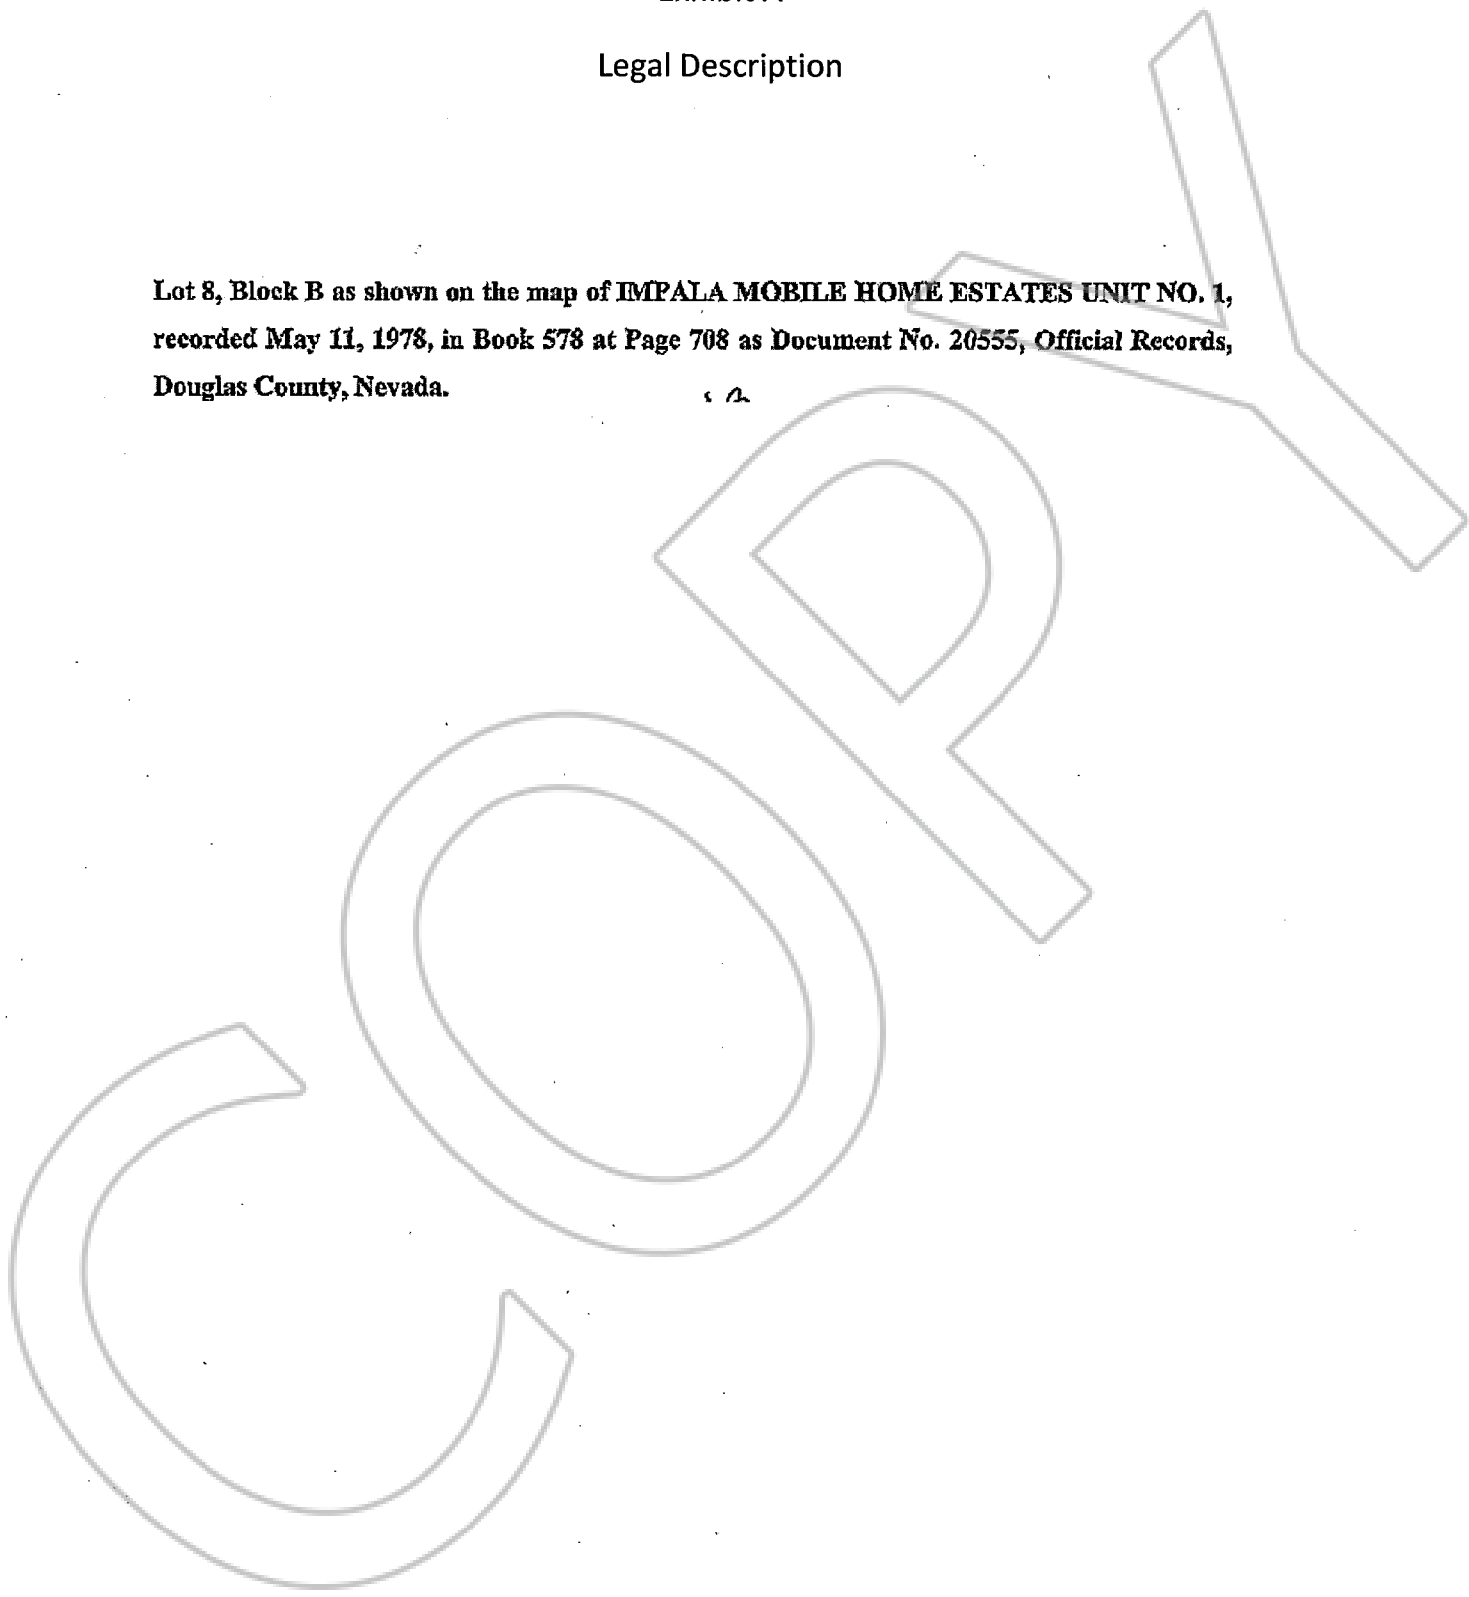 Legal Description
Lot 8, Block B as shown on the map of IMPALA MOBILE HOME ESTATES UNIT NO. 1,
recorded May 11, 1978, in Book 578 at Page 708 as Document No. 20555, Official Records,
Douglas County, Nevada.
COPY